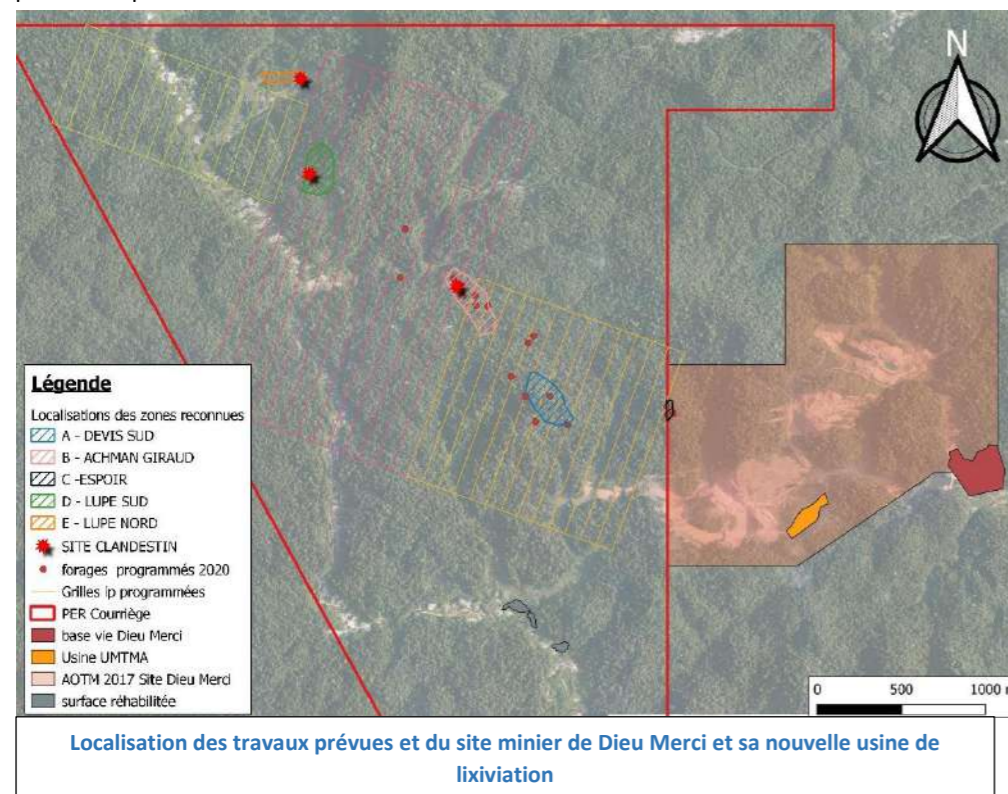 N
Légende
Localisations des zones reconnues
A - DEVIS SUD
B - ACHMAN GIRAUD
C -ESPOIR
D - LUPE SUD
E - LUPE NORD
SITE CLANDESTIN
forages programmés 2020
Grilles ip programmées
PER Courriège
base vie Dieu Merci
Usine UMTMA
AOTM 2017 Site Dieu Merci
surface réhabilitée
0 500 1000 m
Localisation des travaux prévues et du site minier de Dieu Merci et sa nouvelle usine de
lixiviation